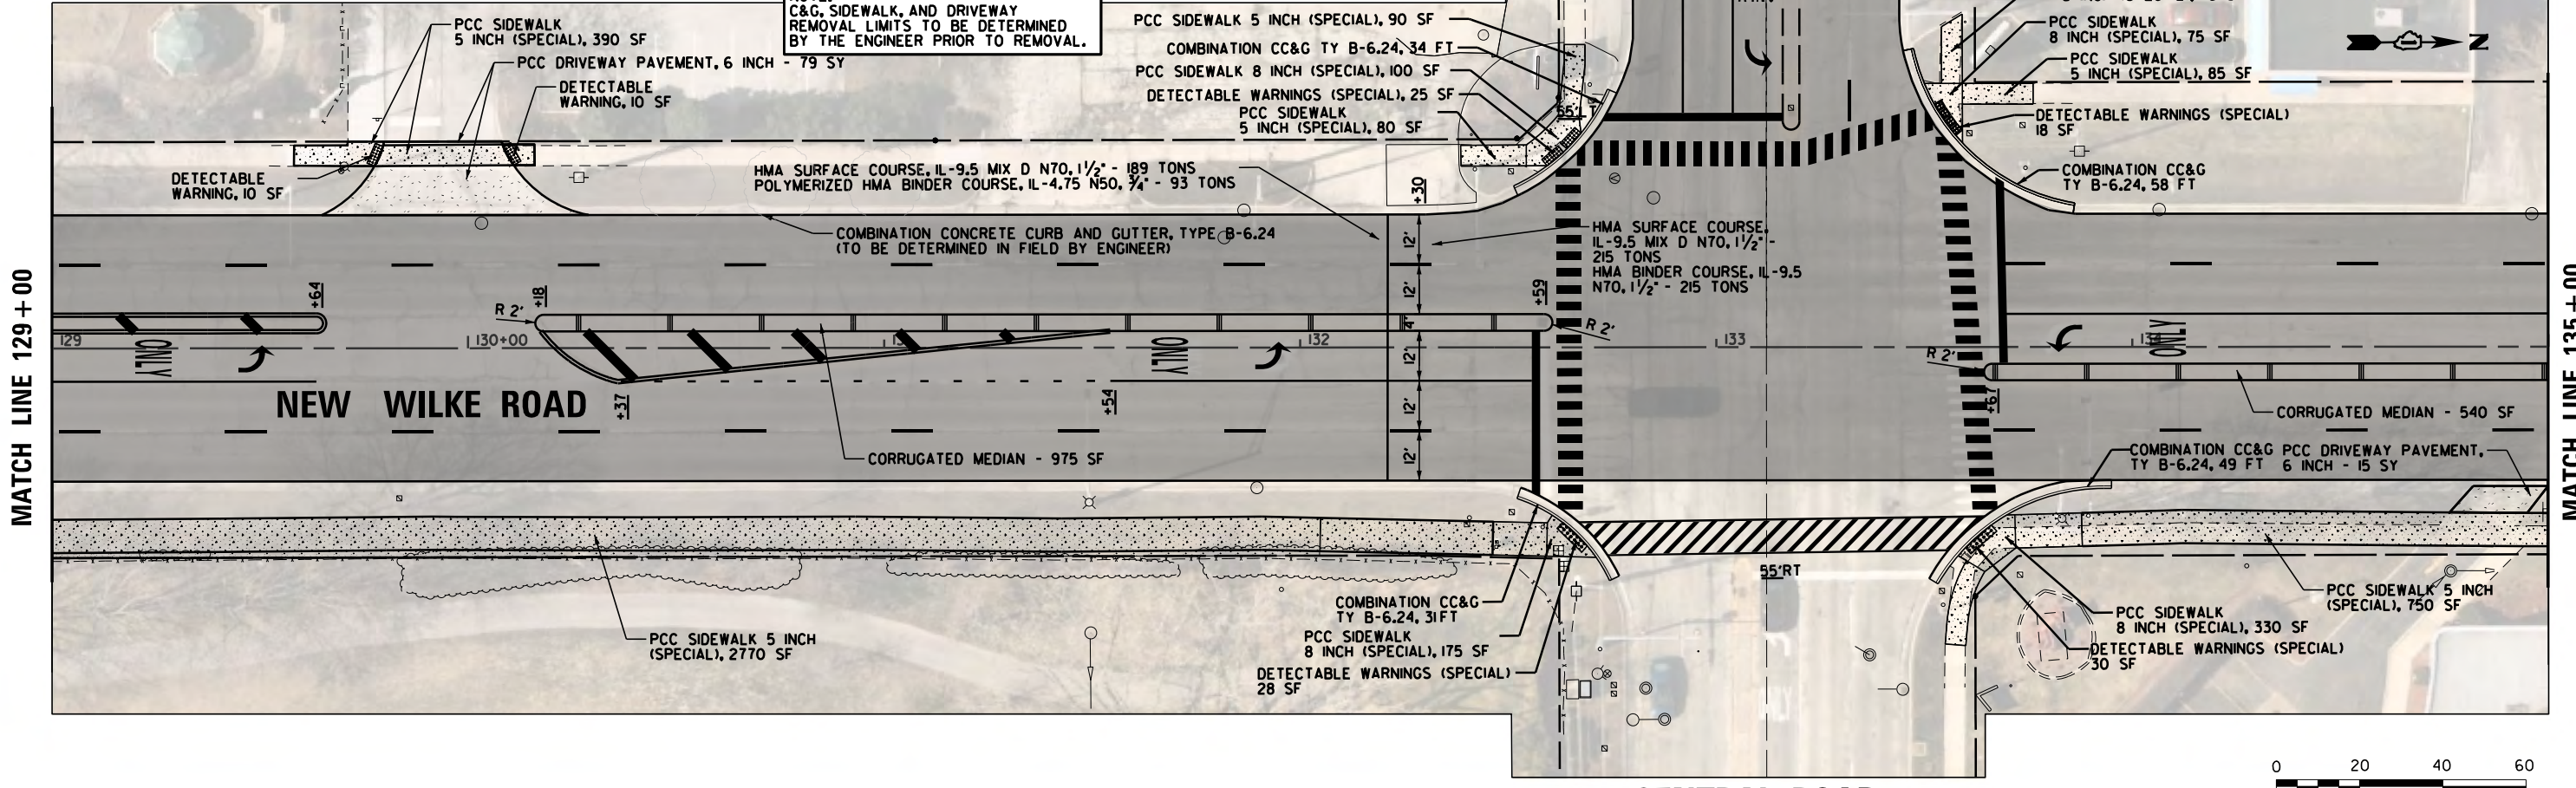 C&G, SIDEWALK, AND DRIVEWAY
REMOVAL LIMITS TO BE DETERMINED
BY THE ENGINEER PRIOR TO REMOVAL.
PCC SIDEWALK
5 INCH (SPECIAL), 390 SF
PCC DRIVEWAY PAVEMENT, 6 INCH - 79 SY
DETECTABLE
WARNING, 10 SF
DETECTABLE
WARNING, 10 SF
PCC SIDEWALK 5 INCH (SPECIAL), 90 SF
COMBINATION CC&G TY B-6.24, 34 FT
PCC SIDEWALK 8 INCH (SPECIAL), 100 SF
DETECTABLE WARNINGS (SPECIAL), 25 SF
PCC SIDEWALK
5 INCH (SPECIAL), 80 SF
PCC SIDEWALK
8 INCH (SPECIAL), 75 SF
PCC SIDEWALK
5 INCH (SPECIAL), 85 SF
N
DETECTABLE WARNINGS (SPECIAL)
18 SF
COMBINATION CC&G
TY B-6.24, 58 FT
HMA SURFACE COURSE, IL-9.5 MIX D N70, 1½" - 189 TONS
POLYMERIZED HMA BINDER COURSE, IL-4.75 N50, ¾" - 93 TONS
+30
COMBINATION CONCRETE CURB AND GUTTER, TYPE B-6.24
(TO BE DETERMINED IN FIELD BY ENGINEER)
HMA SURFACE COURSE,
IL-9.5 MIX D N70, 1½" -
215 TONS
HMA BINDER COURSE, IL-9.5
N70, 1½" - 215 TONS
12'
12'
4'
12'
12'
12'
+64
+18
+59
R 2'
R 2'
R 2'
129
130+00
132
133
ONLY
ONLY
ONLY
NEW WILKE ROAD
+37
+54
+67
CORRUGATED MEDIAN - 975 SF
CORRUGATED MEDIAN - 540 SF
COMBINATION CC&G
TY B-6.24, 49 FT
PCC DRIVEWAY PAVEMENT,
6 INCH - 15 SY
MATCH LINE 129+00
MATCH LINE 135+00
55'RT
COMBINATION CC&G
TY B-6.24, 31FT
PCC SIDEWALK
8 INCH (SPECIAL), 175 SF
DETECTABLE WARNINGS (SPECIAL)
28 SF
PCC SIDEWALK 5 INCH
(SPECIAL), 2770 SF
PCC SIDEWALK 5 INCH
(SPECIAL), 750 SF
PCC SIDEWALK
8 INCH (SPECIAL), 330 SF
DETECTABLE WARNINGS (SPECIAL)
30 SF
0 20 40 60